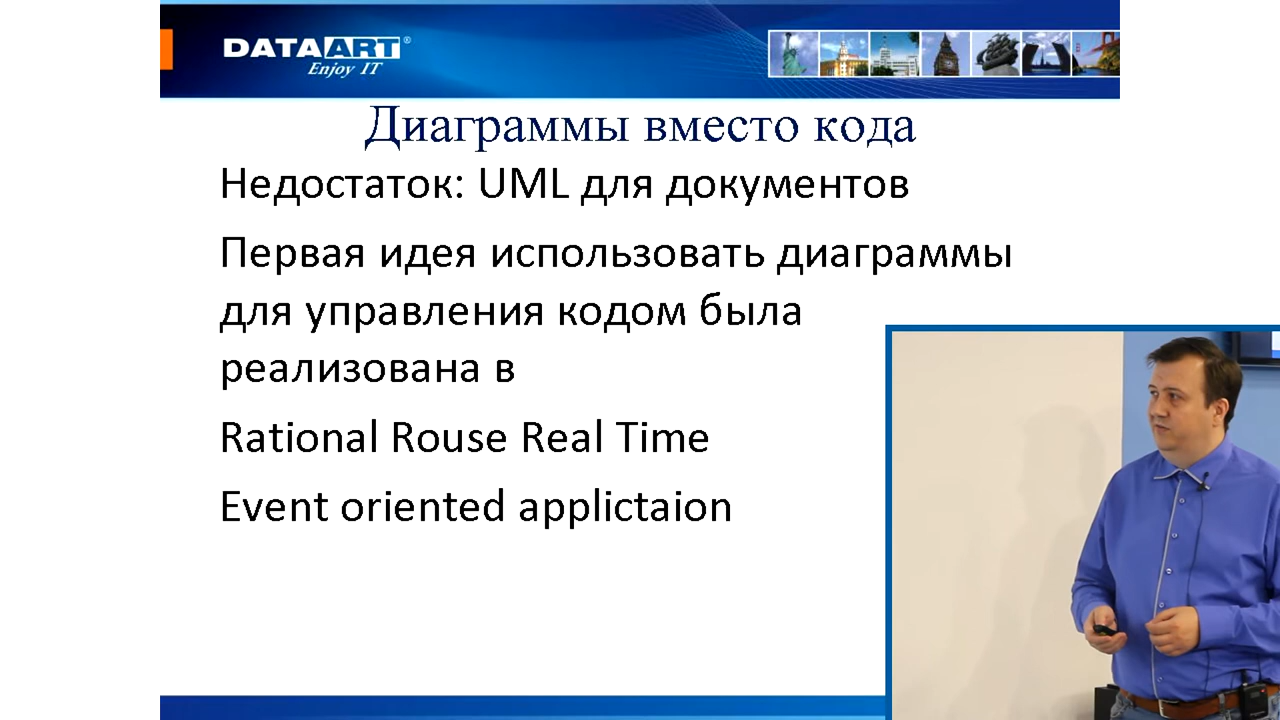 DATAART®
Enjoy IT
Диаграммы вместо кода
Недостаток: UML для документов
Первая идея использовать диаграммы
для управления кодом была
реализована в
Rational Rouse Real Time
Event oriented applictaion